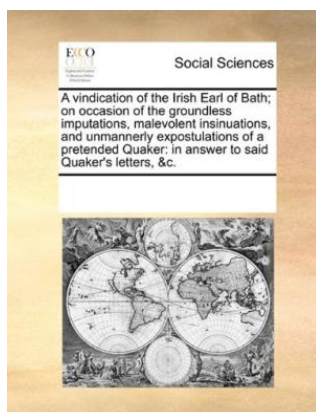 ECCO
Social Sciences
A vindication of the Irish Earl of Bath;
on occasion of the groundless
imputations, malevolent insinuations,
and unmannerly expostulations of a
pretended Quaker: in answer to said
Quaker's letters, &c.